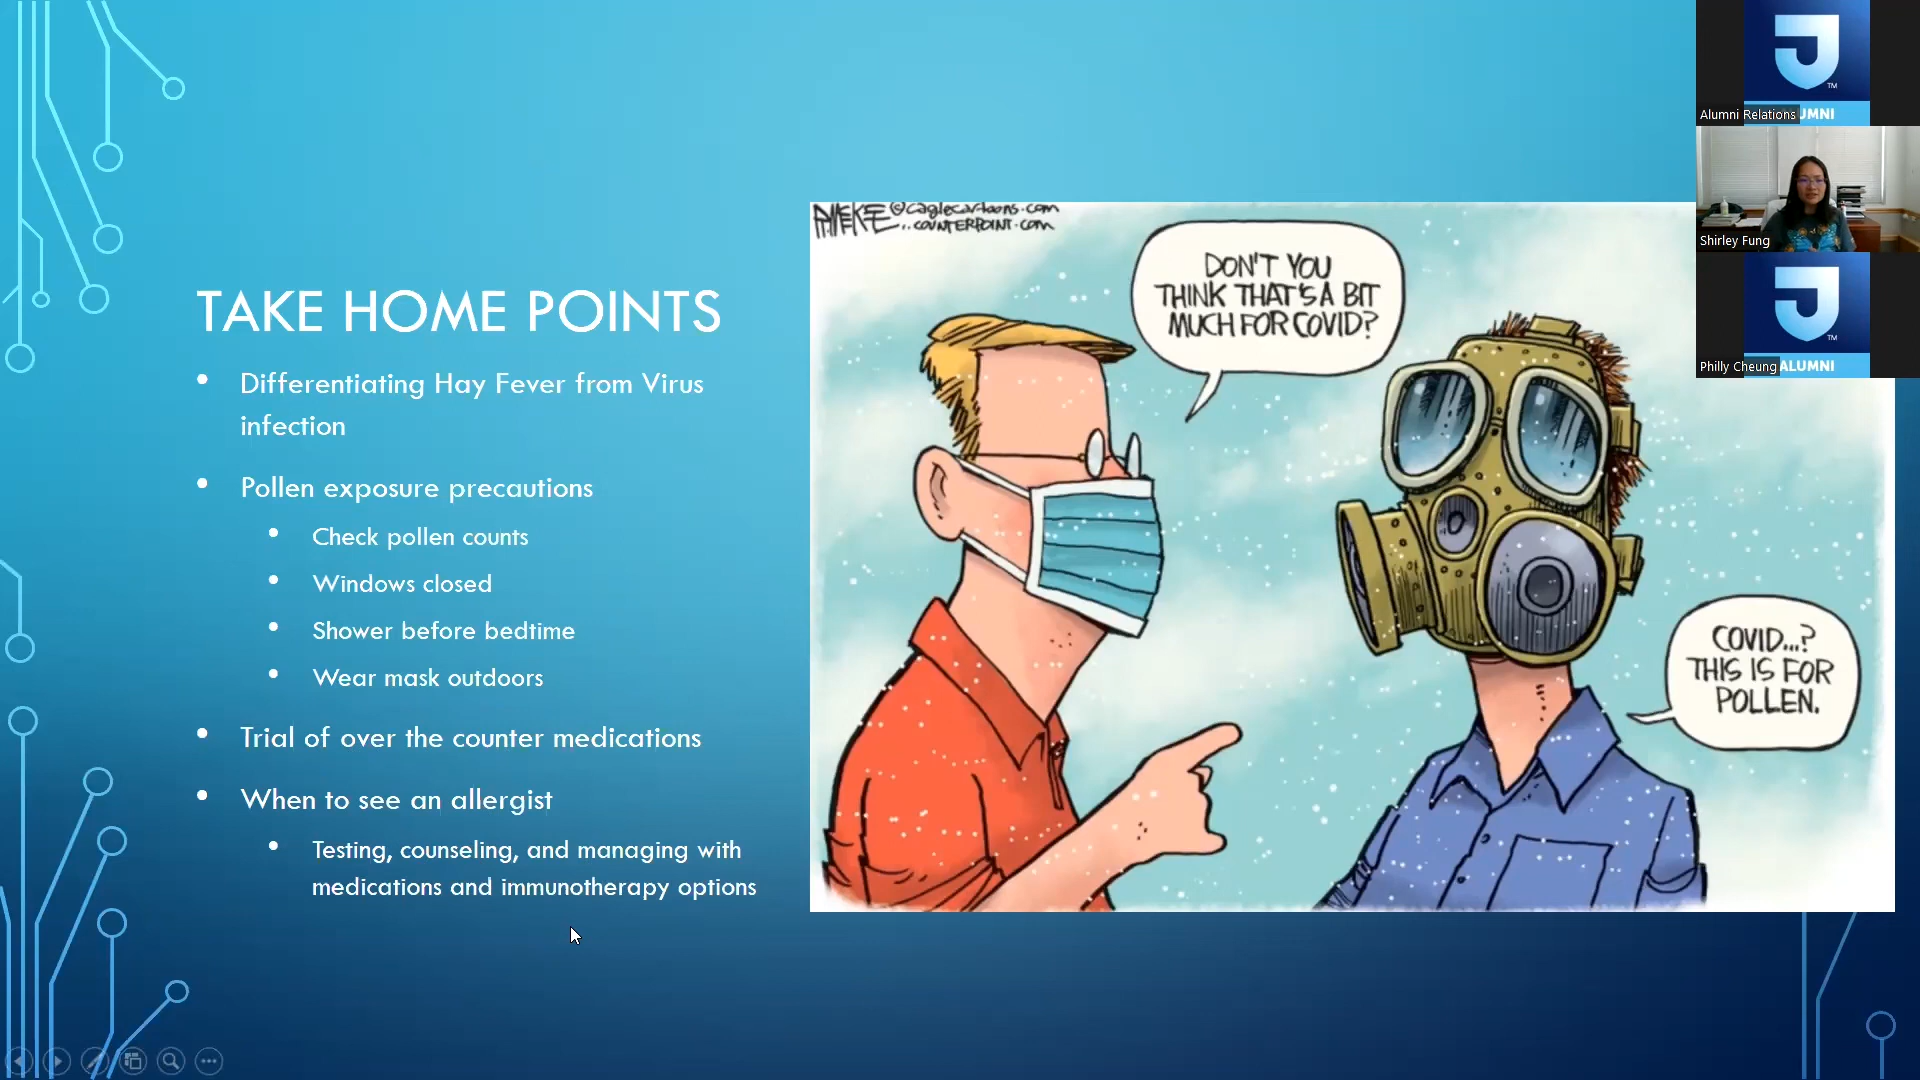 TAKE HOME POINTS
• Differentiating Hay Fever from Virus
infection
• Pollen exposure precautions
• Check pollen counts
• Windows closed
• Shower before bedtime
• Wear mask outdoors
• Trial of over the counter medications
• When to see an allergist
• Testing, counseling, and managing with
medications and immunotherapy options
©caglecartoons.com
..COUNTERPOINT.COM
DON'T YOU
THINK THAT'S A BIT
MUCH FOR COVID?
COVID...?
THIS IS FOR
POLLEN.
J
TM
Alumni Relations UMNI
Shirley Fung
J
TM
Philly Cheung ALUMNI